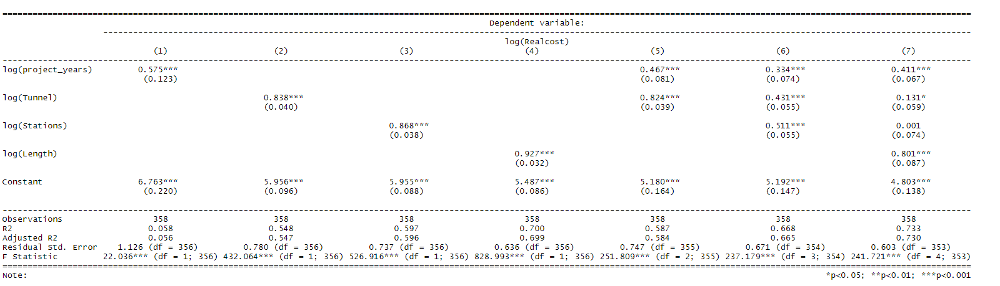 Dependent variable:
log(Realcost)
(1) (2) (3) (4) (5) (6) (7)
log(project_years) 0.575*** 0.467*** 0.334*** 0.411***
(0.123) (0.081) (0.074) (0.067)
log(Tunnel) 0.838*** 0.824*** 0.431*** 0.131*
(0.040) (0.039) (0.055) (0.059)
log(Stations) 0.868*** 0.511*** 0.001
(0.038) (0.055) (0.074)
log(Length) 0.927*** 0.801***
(0.032) (0.087)
Constant 6.763*** 5.956*** 5.955*** 5.487*** 5.180*** 5.192*** 4.803***
(0.220) (0.096) (0.088) (0.086) (0.164) (0.147) (0.138)
Observations 358 358 358 358 358 358 358
R2 0.058 0.548 0.597 0.700 0.587 0.668 0.733
Adjusted R2 0.056 0.547 0.596 0.699 0.584 0.665 0.730
Residual Std. Error 1.126 (df = 356) 0.780 (df = 356) 0.737 (df = 356) 0.636 (df = 356) 0.747 (df = 355) 0.671 (df = 354) 0.603 (df = 353)
F Statistic 22.036*** (df = 1; 356) 432.064*** (df = 1; 356) 526.916*** (df = 1; 356) 828.993*** (df = 1; 356) 251.809*** (df = 2; 355) 237.179*** (df = 3; 354) 241.721*** (df = 4; 353)
Note: *p<0.05; **p<0.01; ***p<0.001